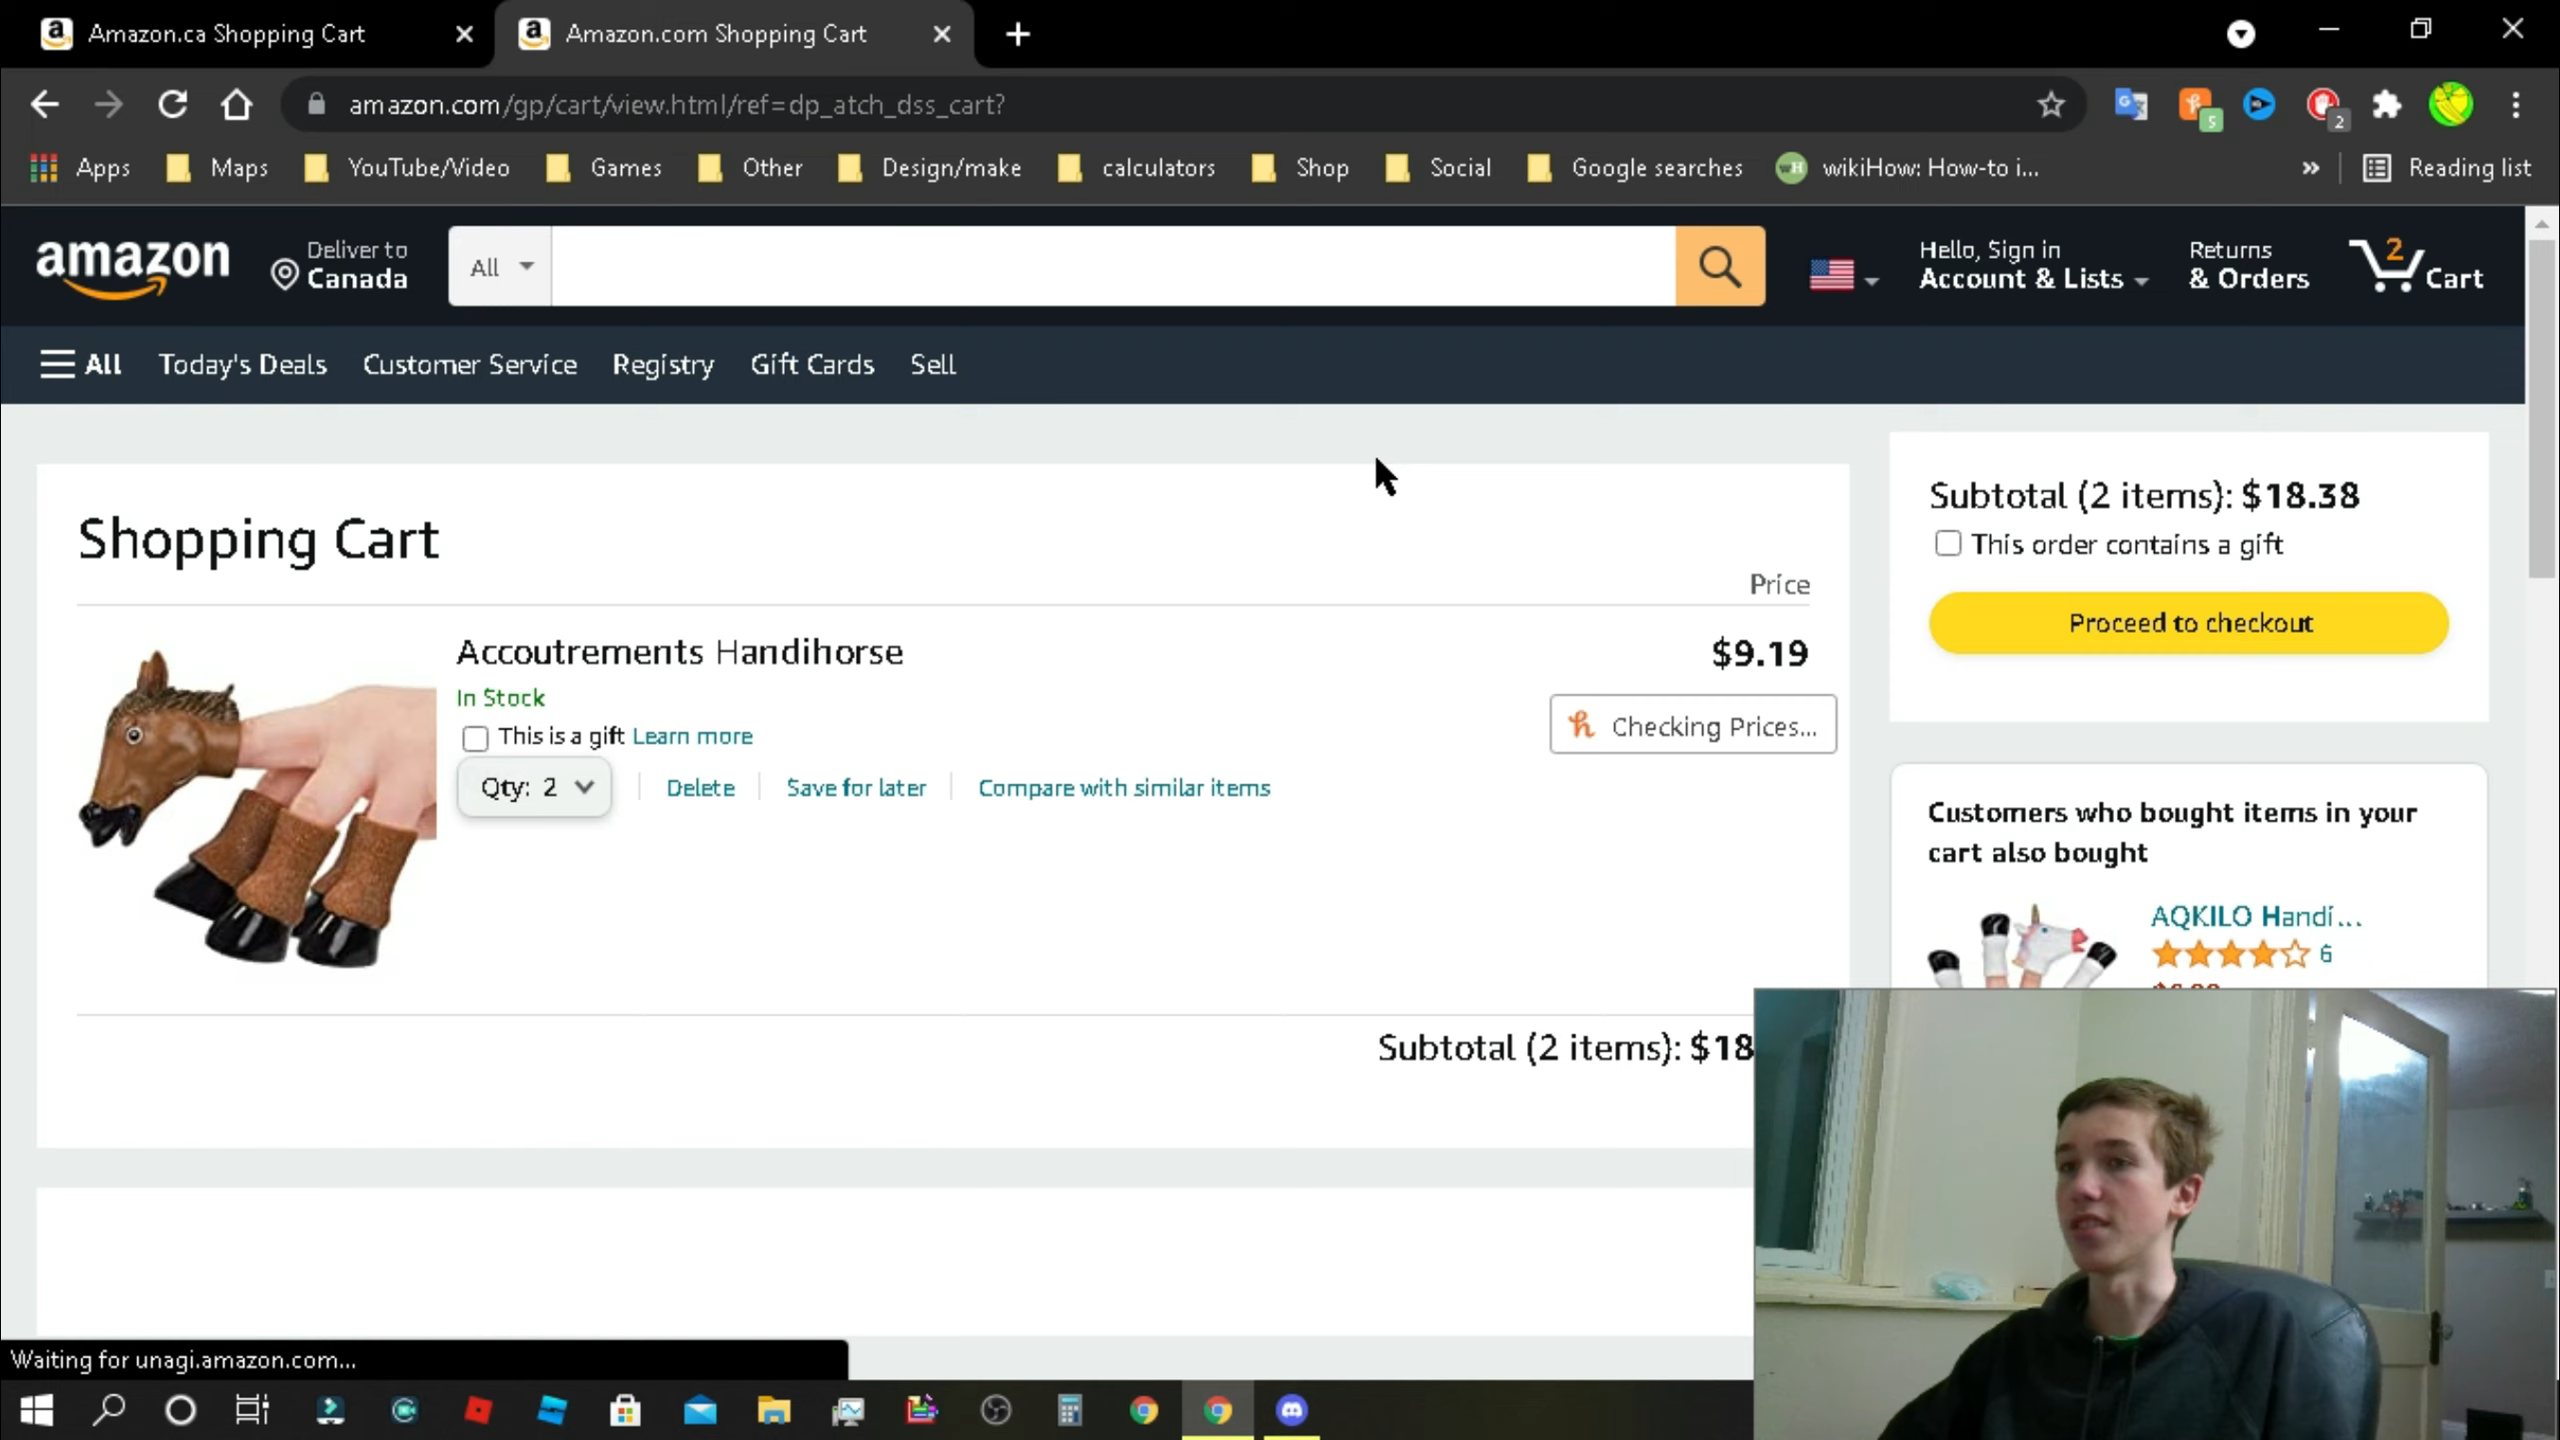 Amazon.ca Shopping Cart
Amazon.com Shopping Cart
amazon.com/gp/cart/view.html/ref=dp_atch_dss_cart?
5
2
Apps
Maps
YouTube/Video
Games
Other
Design/make
calculators
Shop
Social
Google searches
wikiHow: How-to i...
»
Reading list
amazon
Deliver to
Canada
All
Hello, Sign in
Account & Lists
Returns
& Orders
2
Cart
All
Today's Deals
Customer Service
Registry
Gift Cards
Sell
Shopping Cart
Price
Accoutrements Handihorse
$9.19
In Stock
This is a gift Learn more
Checking Prices...
Qty: 2
Delete
Save for later
Compare with similar items
Subtotal (2 items): $18
Subtotal (2 items): $18.38
This order contains a gift
Proceed to checkout
Customers who bought items in your
cart also bought
AQKILO Handi...
6
Waiting for unagi.amazon.com...